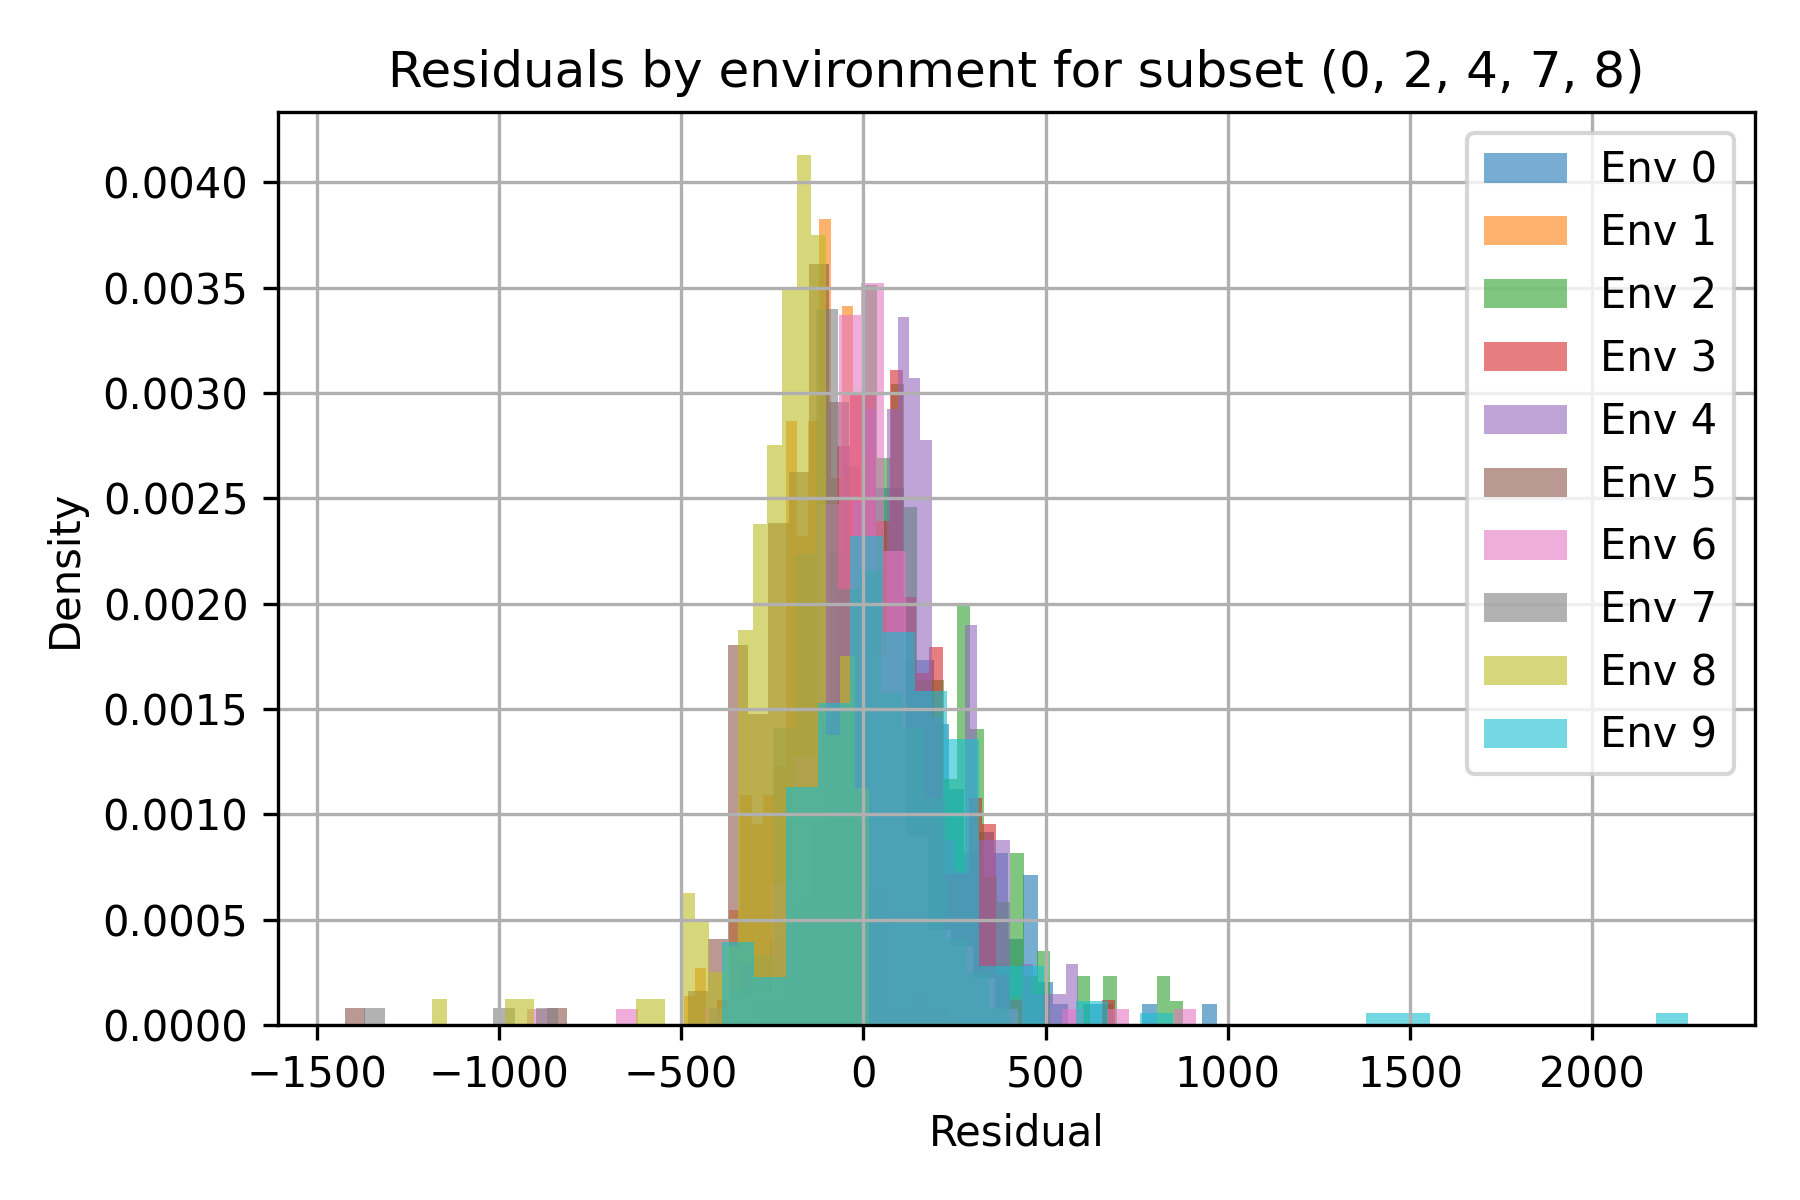 Residuals by environment for subset (0, 2, 4, 7, 8)
Density
0.0040
0.0035
0.0030
0.0025
0.0020
0.0015
0.0010
0.0005
0.0000
−1500
−1000
−500
0
500
1000
1500
2000
Residual
Env 0
Env 1
Env 2
Env 3
Env 4
Env 5
Env 6
Env 7
Env 8
Env 9